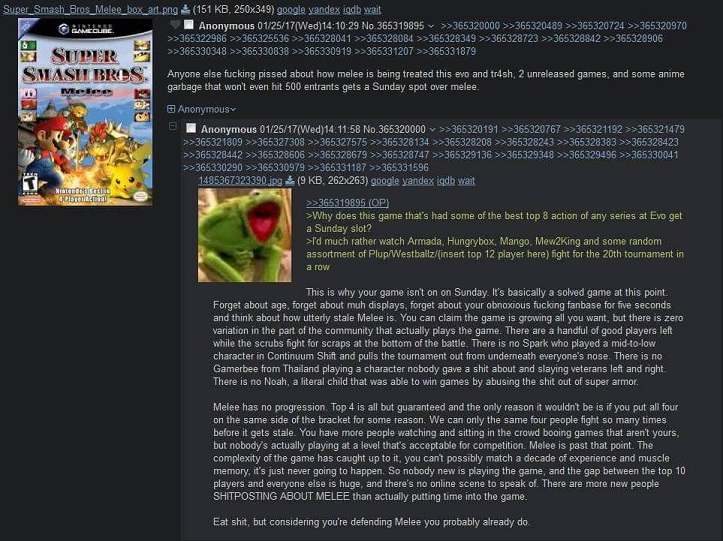 Super_Smash_Bros_Melee_box_art.png (151 KB, 250x349) google yandex iqdb wait
NINTENDO
GAMECUBE.
SUPER
SMASH BROS.
Melee
T
Nintendo's Best in
4-Player Action!
Anonymous 01/25/17(Wed)14:10:29 No.365319895 >>365320000 >>365320489 >>365320724 >>365320970
>>365322986 >>365325536 >>365328041 >>365328084 >>365328349 >>365328723 >>365328842 >>365328906
>>365330348 >>365330838 >>365330919 >>365331207 >>365331879
Anyone else fucking pissed about how melee is being treated this evo and tr4sh, 2 unreleased games, and some anime
garbage that won't even hit 500 entrants gets a Sunday spot over melee.
Anonymous
Anonymous 01/25/17(Wed)14:11:58 No.365320000 >>365320191 >>365320767 >>365321192 >>365321479
>>365321809 >>365327308 >>365327575 >>365328134 >>365328208 >>365328243 >>365328383 >>365328423
>>365328442 >>365328606 >>365328679 >>365328747 >>365329136 >>365329348 >>365329496 >>365330041
>>365330290 >>365330979 >>365331187 >>365331596
1485367323390.jpg (9 KB, 262x263) google yandex iqdb wait
>>365319895 (OP)
>Why does this game that's had some of the best top 8 action of any series at Evo get
a Sunday slot?
>I'd much rather watch Armada, Hungrybox, Mango, Mew2King and some random
assortment of Plup/Westballz/(insert top 12 player here) fight for the 20th tournament in
a row
This is why your game isn't on on Sunday. It's basically a solved game at this point.
Forget about age, forget about muh displays, forget about your obnoxious fucking fanbase for five seconds
and think about how utterly stale Melee is. You can claim the game is growing all you want, but there is zero
variation in the part of the community that actually plays the game. There are a handful of good players left
while the scrubs fight for scraps at the bottom of the battle. There is no Spark who played a mid-to-low
character in Continuum Shift and pulls the tournament out from underneath everyone's nose. There is no
Gamerbee from Thailand playing a character nobody gave a shit about and slaying veterans left and right.
There is no Noah, a literal child that was able to win games by abusing the shit out of super armor.
Melee has no progression. Top 4 is all but guaranteed and the only reason it wouldn't be is if you put all four
on the same side of the bracket for some reason. We can only the same four people fight so many times
before it gets stale. You have more people watching and sitting in the crowd booing games that aren't yours,
but nobody's actually playing at a level that's acceptable for competition. Melee is past that point. The
complexity of the game has caught up to it, you can't possibly match a decade of experience and muscle
memory, it's just never going to happen. So nobody new is playing the game, and the gap between the top 10
players and everyone else is huge, and there's no online scene to speak of. There are more new people
SHITPOSTING ABOUT MELEE than actually putting time into the game.
Eat shit, but considering you're defending Melee you probably already do.